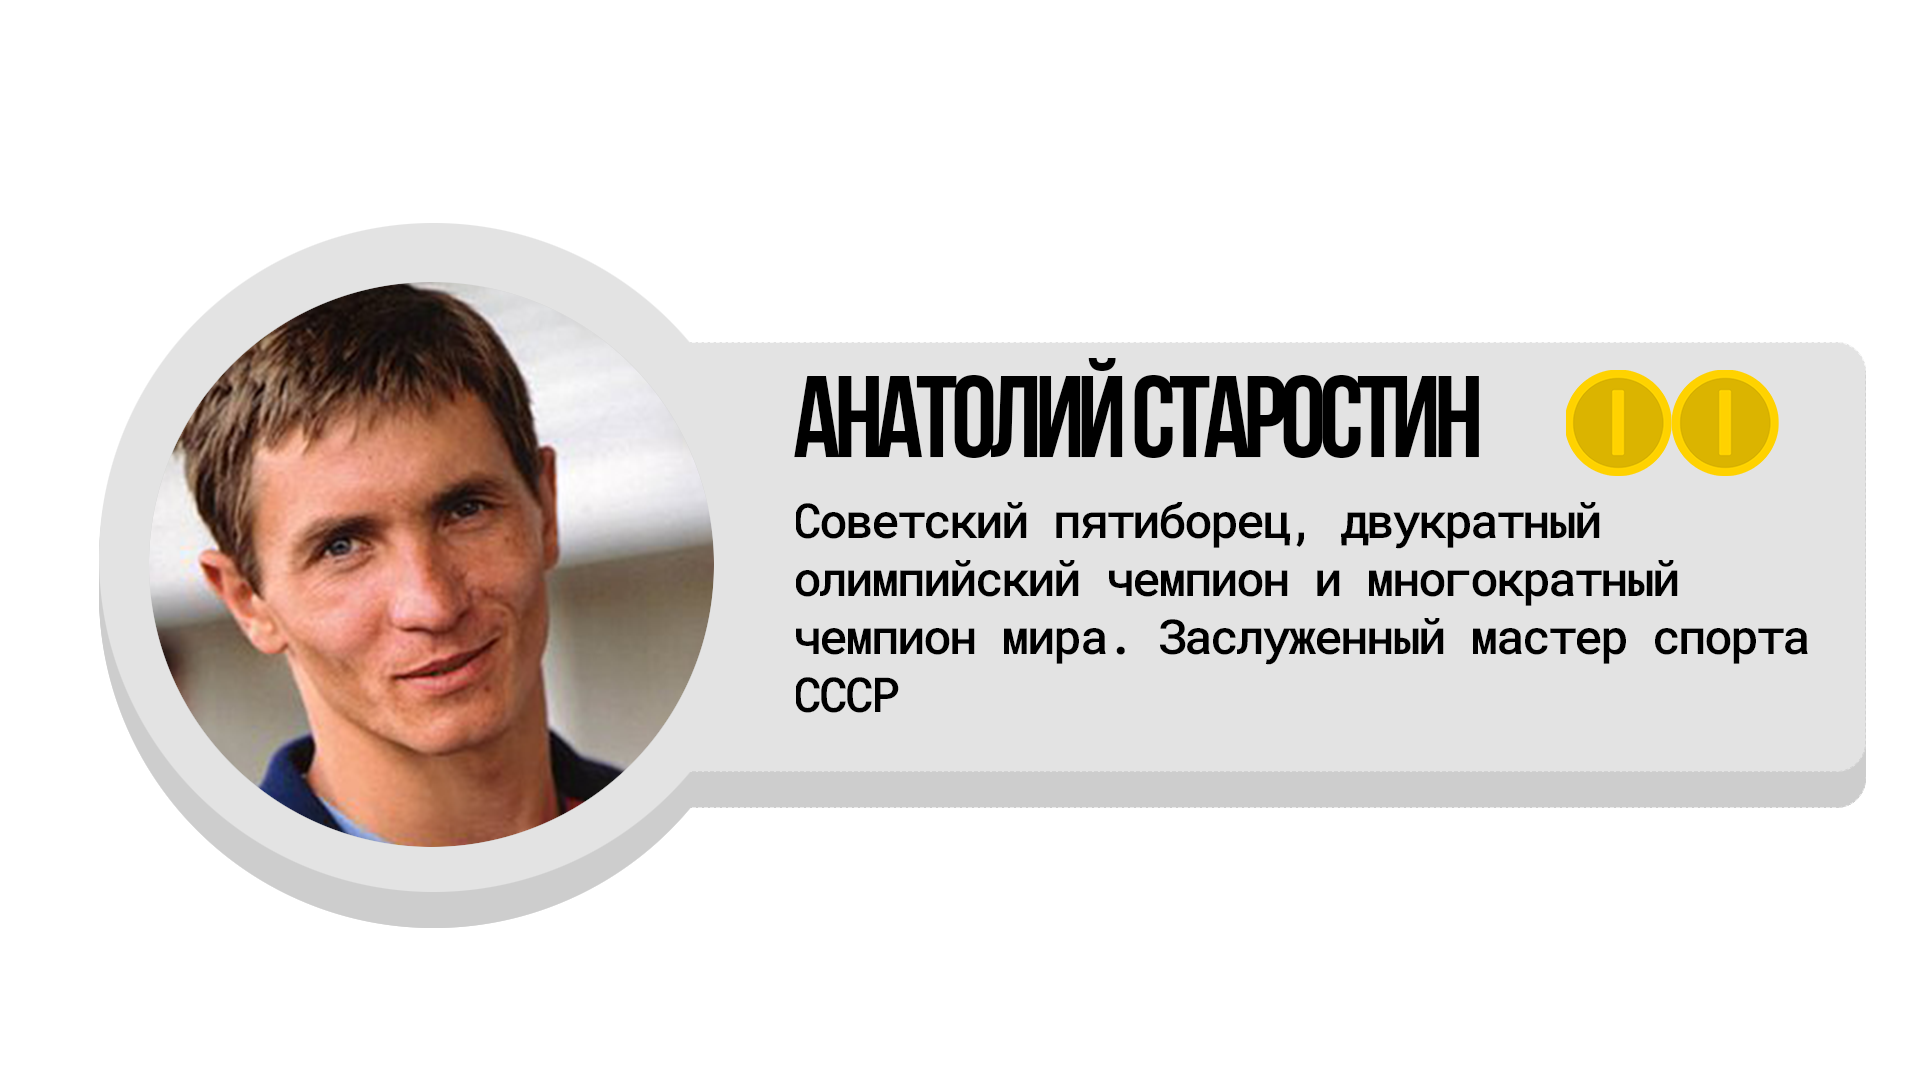 АНАТОЛИЙ СТАРОСТИН
Советский пятиборец, двукратный
олимпийский чемпион и многократный
чемпион мира. Заслуженный мастер спорта
СССР